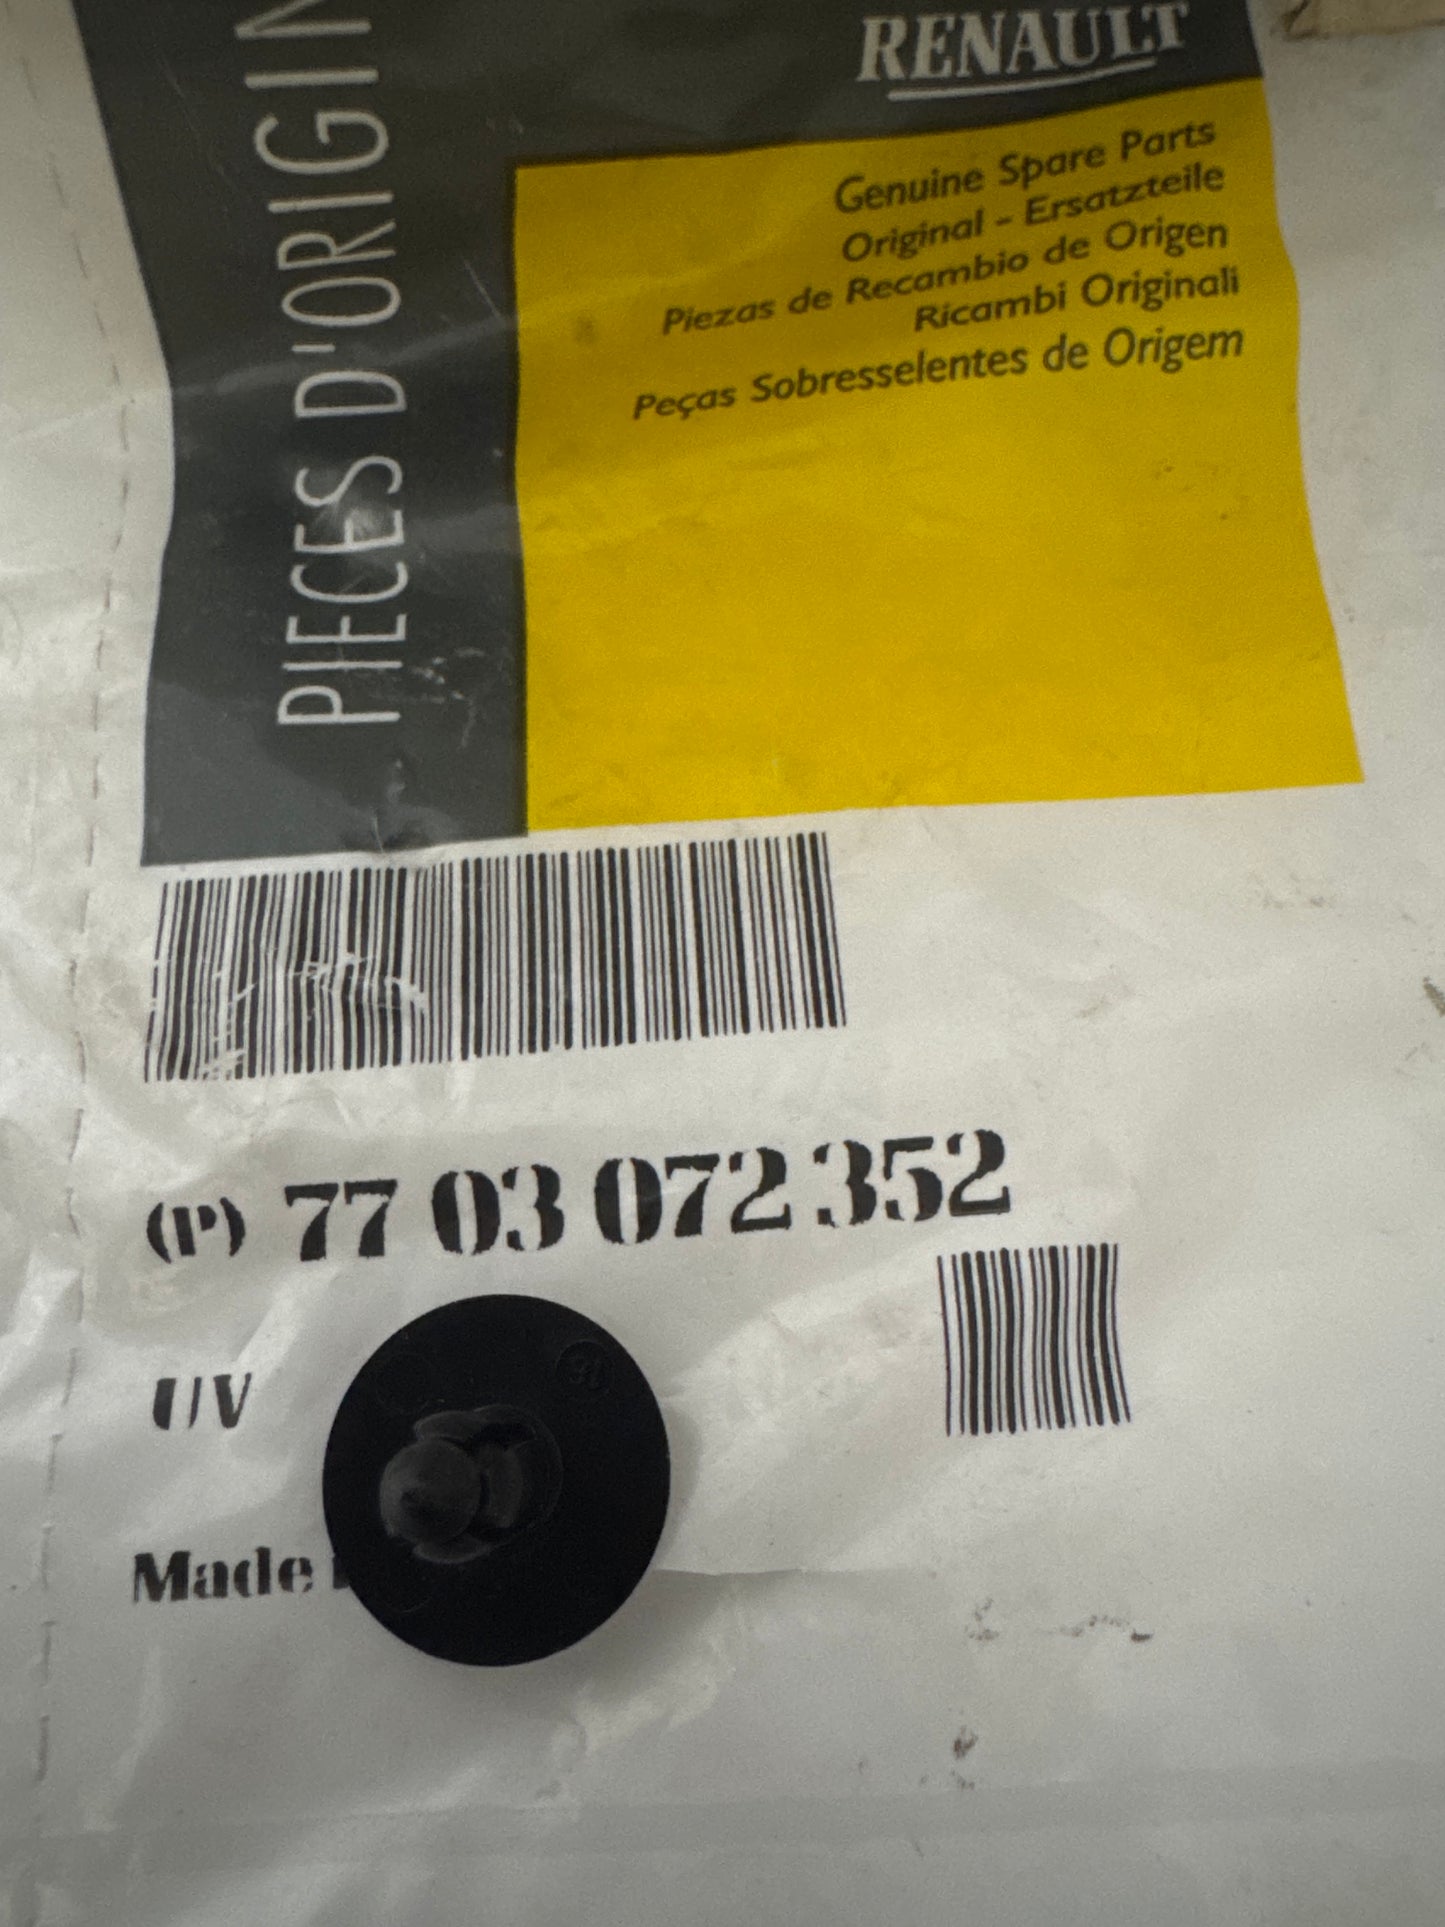 RENAULT
PIECES D'ORIGIN
Genuine Spare Parts
Original - Ersatzteile
Piezas de Recambio de Origen
Ricambi Originali
Peças Sobresselentes de Origem
(P) 77 03 072 352
U/V
Made